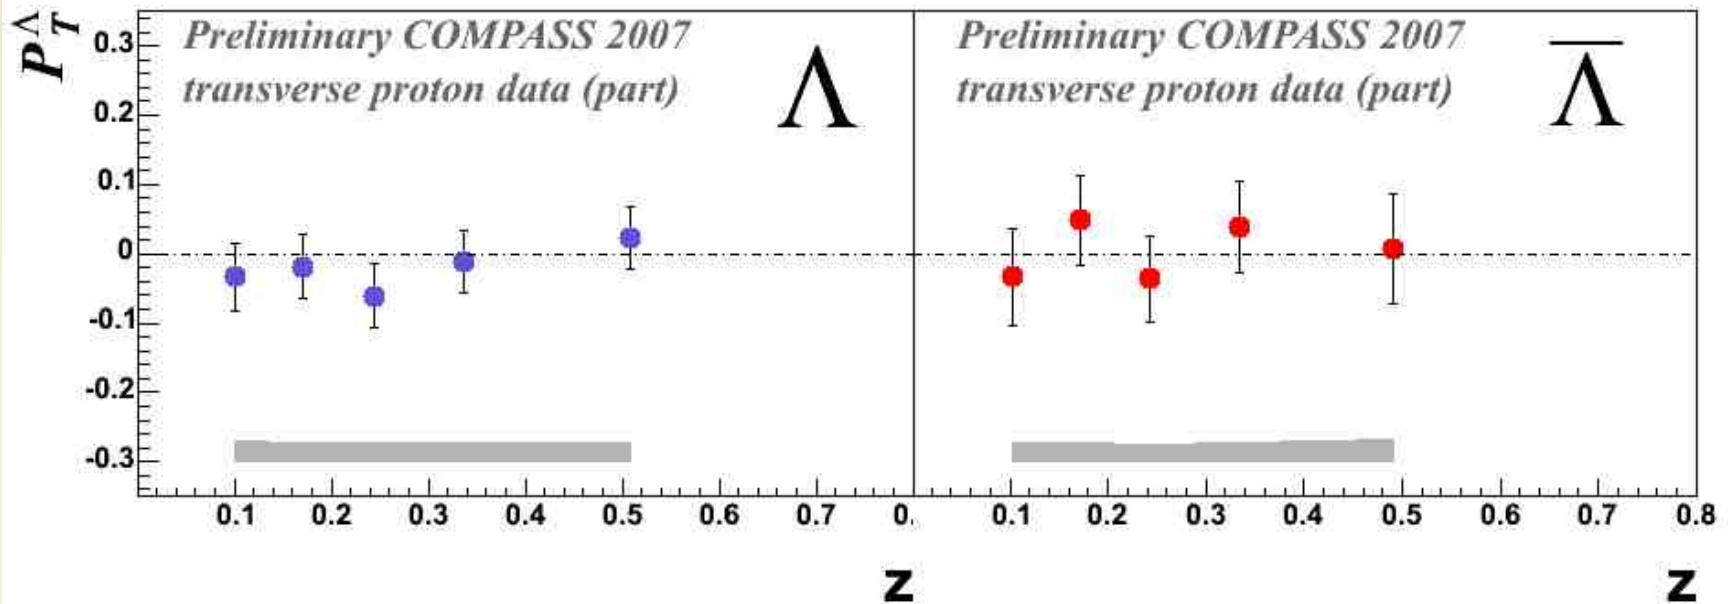 P_T^Λ
Preliminary COMPASS 2007
transverse proton data (part)
Λ
Preliminary COMPASS 2007
transverse proton data (part)
Λ̅
0.3
0.2
0.1
0
-0.1
-0.2
-0.3
0.1 0.2 0.3 0.4 0.5 0.6 0.7 0.
0.1 0.2 0.3 0.4 0.5 0.6 0.7 0.8
z
z